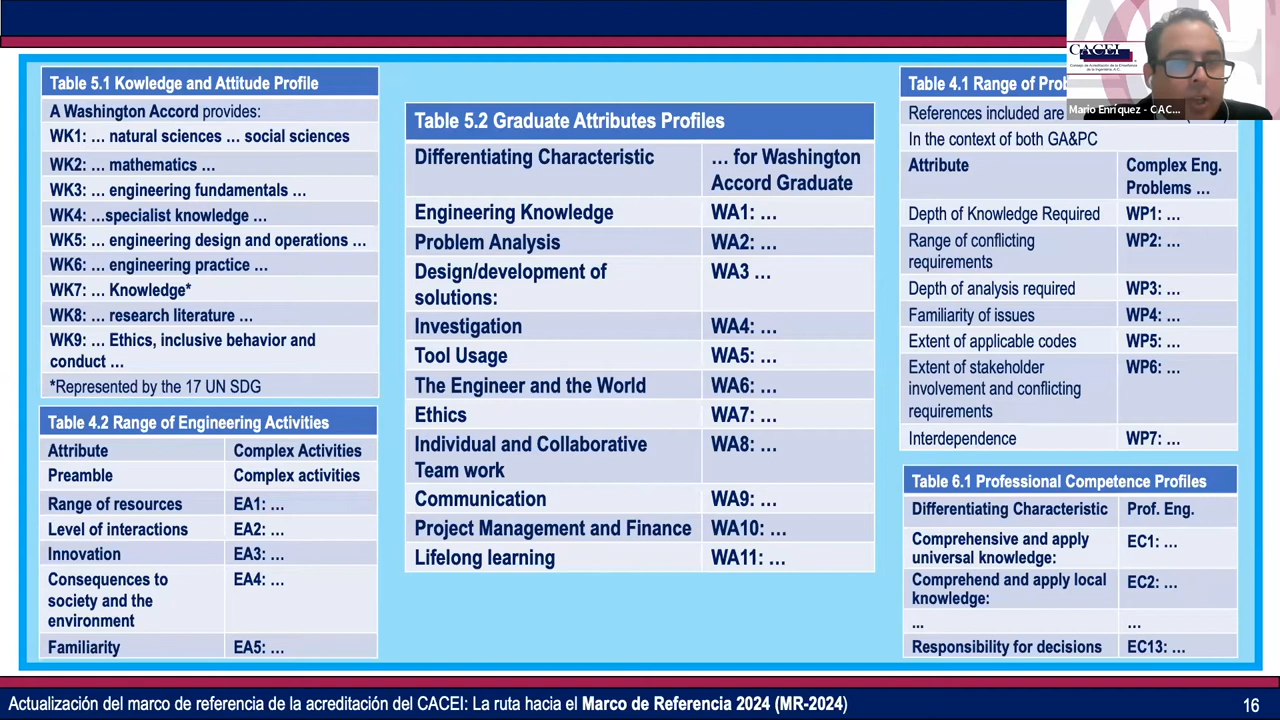 Table 5.1 Kowledge and Attitude Profile
A Washington Accord provides:
WK1: … natural sciences … social sciences
WK2: … mathematics …
WK3: … engineering fundamentals …
WK4: …specialist knowledge …
WK5: … engineering design and operations …
WK6: … engineering practice …
WK7: … Knowledge*
WK8: … research literature …
WK9: … Ethics, inclusive behavior and
conduct …
*Represented by the 17 UN SDG
Table 4.2 Range of Engineering Activities
Attribute Complex Activities
Preamble Complex activities
Range of resources EA1: …
Level of interactions EA2: …
Innovation EA3: …
Consequences to EA4: …
society and the
environment
Familiarity EA5: …
Table 5.2 Graduate Attributes Profiles
Differentiating Characteristic … for Washington
Accord Graduate
Engineering Knowledge WA1: …
Problem Analysis WA2: …
Design/development of WA3 …
solutions:
Investigation WA4: …
Tool Usage WA5: …
The Engineer and the World WA6: …
Ethics WA7: …
Individual and Collaborative WA8: …
Team work
Communication WA9: …
Project Management and Finance WA10: …
Lifelong learning WA11: …
CACEI
Consejo de Acreditación de la Enseñanza
de la Ingeniería, A.C.
Mario Enríquez - CAC...
Table 4.1 Range of
References included are
In the context of both GA&PC
Attribute Complex Eng.
Problems …
Depth of Knowledge Required WP1: …
Range of conflicting WP2: …
requirements
Depth of analysis required WP3: …
Familiarity of issues WP4: …
Extent of applicable codes WP5: …
Extent of stakeholder WP6: …
involvement and conflicting
requirements
Interdependence WP7: …
Table 6.1 Professional Competence Profiles
Differentiating Characteristic Prof. Eng.
Comprehensive and apply EC1: …
universal knowledge:
Comprehend and apply local EC2: …
knowledge:
... …
Responsibility for decisions EC13: …
Actualización del marco de referencia de la acreditación del CACEI: La ruta hacia el Marco de Referencia 2024 (MR-2024)
16